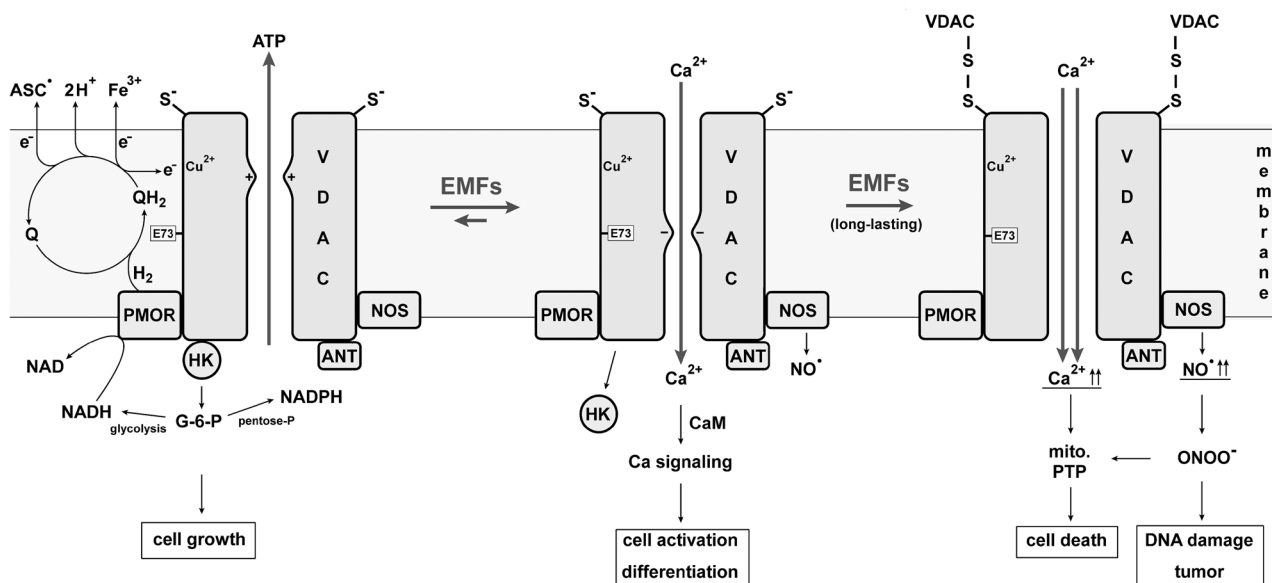 ATP
ASC• 2H⁺ Fe³⁺
e⁻ e⁻ e⁻
S⁻ S⁻
Cu²⁺
+ +
QH₂
Q
E73
H₂
V
D
A
C
PMOR
NOS
HK
ANT
NAD
NADH
glycolysis
G-6-P
pentose-P
NADPH
cell growth
EMFs
Ca²⁺
S⁻ S⁻
Cu²⁺
E73
– –
V
D
A
C
PMOR
NOS
ANT
HK
Ca²⁺
NO•
CaM
Ca signaling
cell activation
differentiation
EMFs
(long-lasting)
VDAC VDAC
S S
S S
Ca²⁺
Cu²⁺
E73
V
D
A
C
PMOR
NOS
ANT
Ca²⁺ ↑↑
NO• ↑↑
mito.
PTP
ONOO⁻
cell death
DNA damage
tumor
membrane